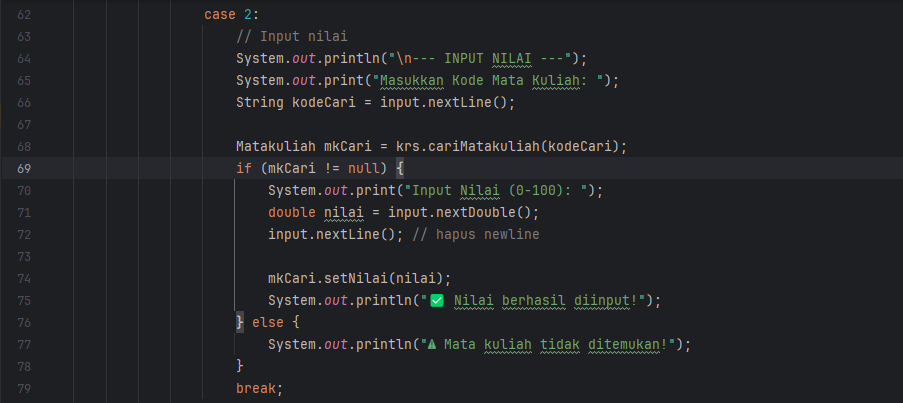 62 case 2:
63 // Input nilai
64 System.out.println("\n--- INPUT NILAI ---");
65 System.out.print("Masukkan Kode Mata Kuliah: ");
66 String kodeCari = input.nextLine();
67
68 Matakuliah mkCari = krs.cariMatakuliah(kodeCari);
69 if (mkCari != null) {
70 System.out.print("Input Nilai (0-100): ");
71 double nilai = input.nextDouble();
72 input.nextLine(); // hapus newline
73
74 mkCari.setNilai(nilai);
75 System.out.println("✅ Nilai berhasil diinput!");
76 } else {
77 System.out.println("⚠ Mata kuliah tidak ditemukan!");
78 }
79 break;